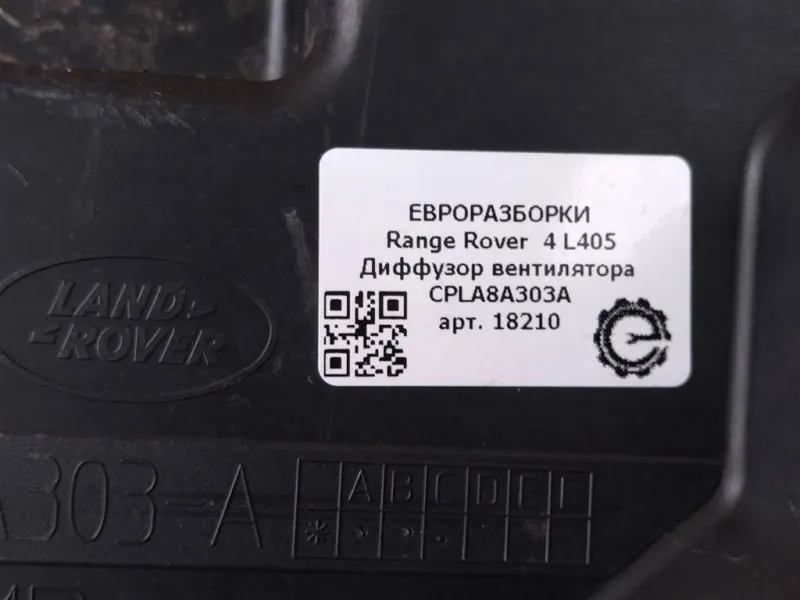 ЕВРОРАЗБОРКИ
Range Rover 4 L405
Диффузор вентилятора
CPLA8A303A
арт. 18210
LAND
ROVER
A303-A
A B C D E F